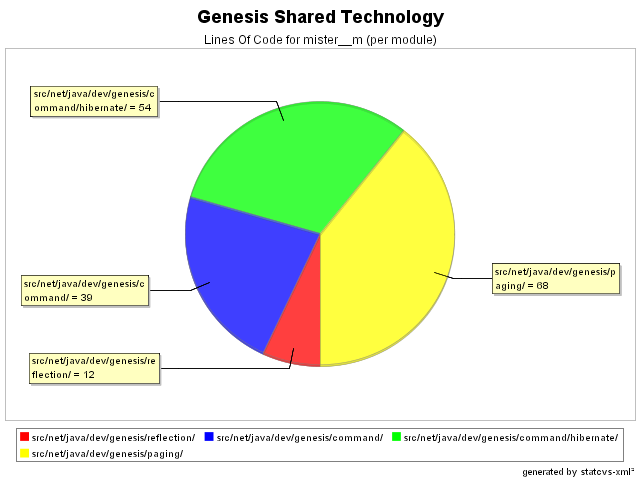 Genesis Shared Technology
Lines Of Code for mister__m (per module)
src/net/java/dev/genesis/c
ommand/hibernate/ = 54
src/net/java/dev/genesis/p
aging/ = 68
src/net/java/dev/genesis/c
ommand/ = 39
src/net/java/dev/genesis/re
flection/ = 12
src/net/java/dev/genesis/reflection/ src/net/java/dev/genesis/command/ src/net/java/dev/genesis/command/hibernate/
src/net/java/dev/genesis/paging/
generated by statcvs-xml²